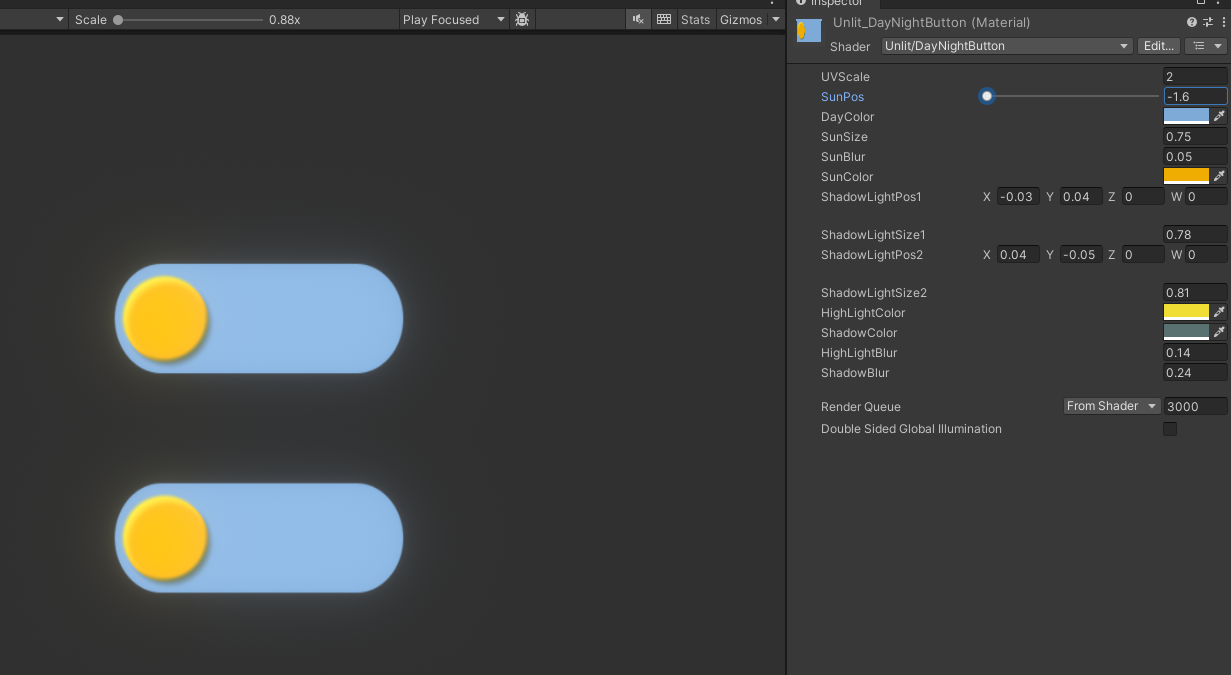 Scale 0.88x Play Focused Stats Gizmos
Inspector
Unlit_DayNightButton (Material)
Shader Unlit/DayNightButton Edit...
UVScale 2
SunPos -1.6
DayColor
SunSize 0.75
SunBlur 0.05
SunColor
ShadowLightPos1 X -0.03 Y 0.04 Z 0 W 0
ShadowLightSize1 0.78
ShadowLightPos2 X 0.04 Y -0.05 Z 0 W 0
ShadowLightSize2 0.81
HighLightColor
ShadowColor
HighLightBlur 0.14
ShadowBlur 0.24
Render Queue From Shader 3000
Double Sided Global Illumination